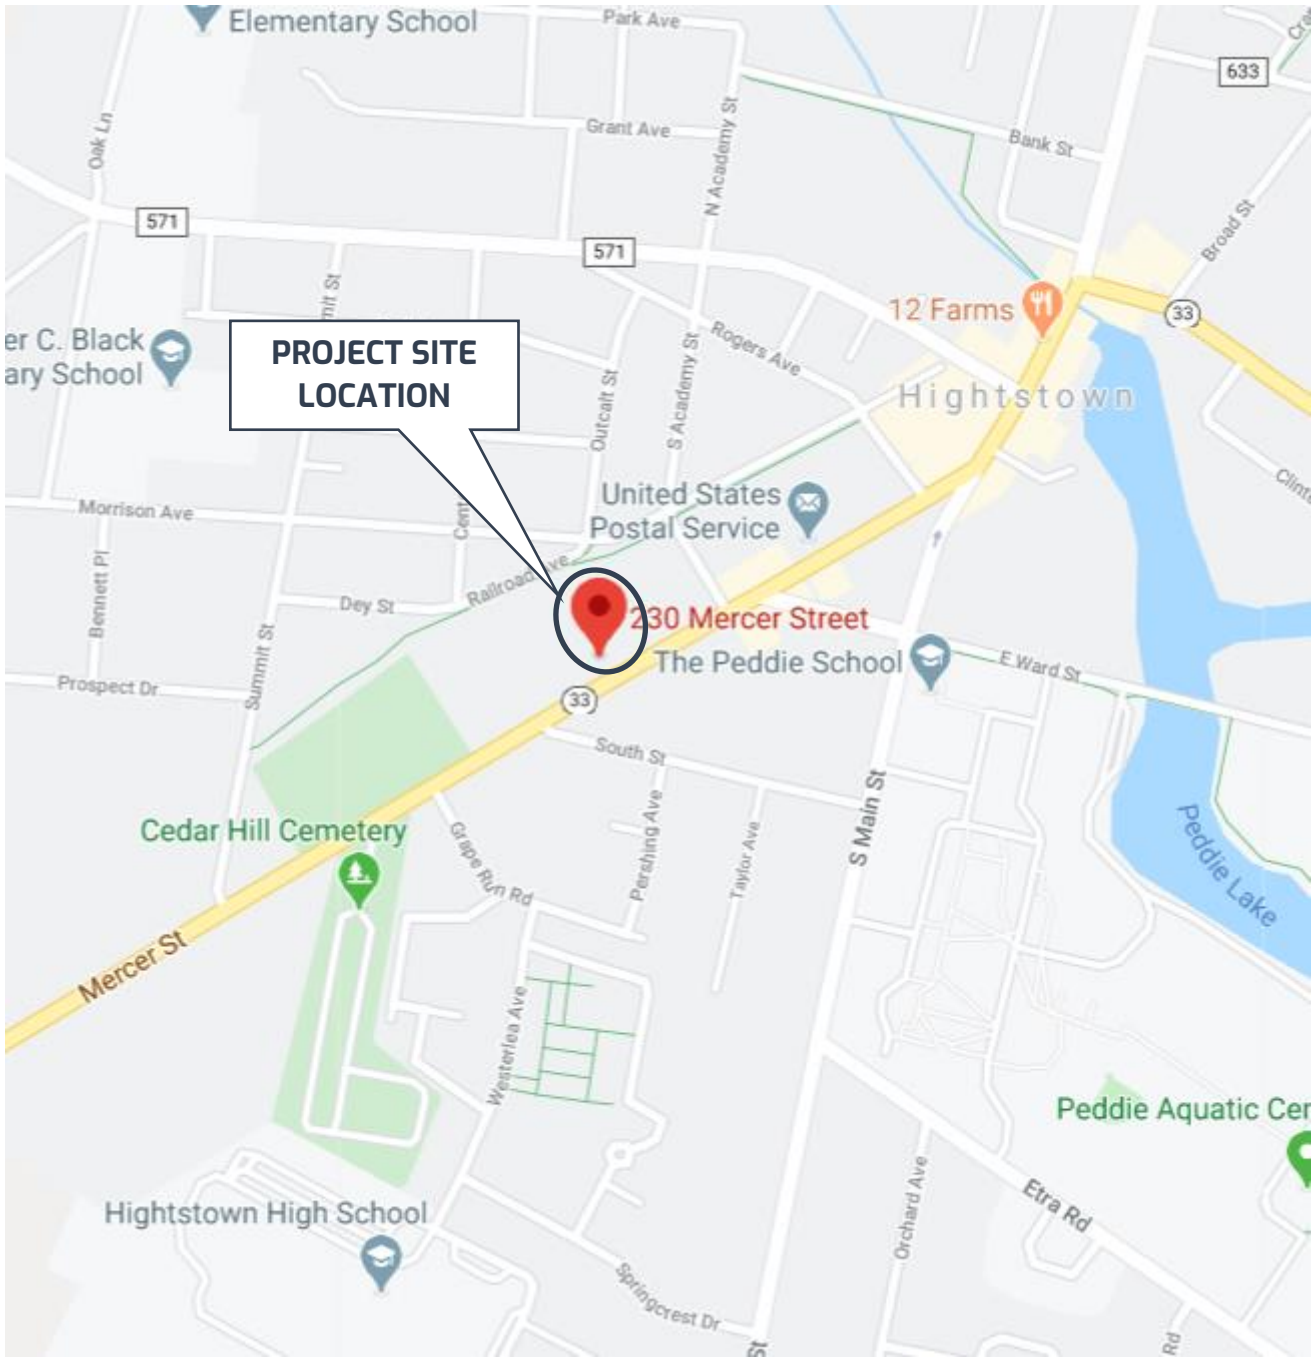 Elementary School
Park Ave
633
Oak Ln
Grant Ave
N Academy St
Bank St
Broad St
571
571
12 Farms
33
er C. Black
ary School
mit St
PROJECT SITE
LOCATION
Rogers Ave
Outcalt St
S Academy St
Hightstown
Morrison Ave
United States
Postal Service
Bennett Pl
Dey St
Railroad Ave
230 Mercer Street
The Peddie School
E Ward St
Prospect Dr
Summit St
33
South St
S Main St
Cedar Hill Cemetery
Grape Run Rd
Pershing Ave
Taylor Ave
Peddie Lake
Mercer St
Westerlea Ave
Peddie Aquatic Cen
Hightstown High School
Orchard Ave
Etra Rd
Springcrest Dr
St
Rd